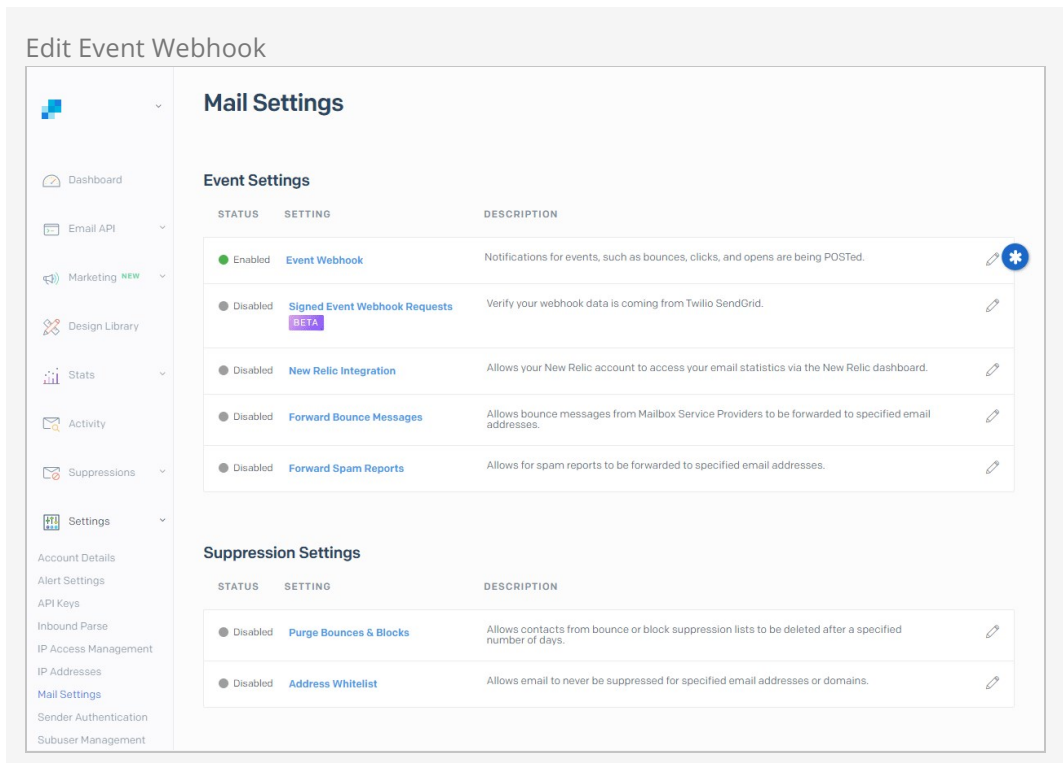 Edit Event Webhook
Mail Settings
Dashboard
Email API
Marketing NEW
Design Library
Stats
Activity
Suppressions
Settings
Account Details
Alert Settings
API Keys
Inbound Parse
IP Access Management
IP Addresses
Mail Settings
Sender Authentication
Subuser Management
Event Settings
STATUS SETTING DESCRIPTION
Enabled Event Webhook Notifications for events, such as bounces, clicks, and opens are being POSTed.
Disabled Signed Event Webhook Requests Verify your webhook data is coming from Twilio SendGrid.
BETA
Disabled New Relic Integration Allows your New Relic account to access your email statistics via the New Relic dashboard.
Disabled Forward Bounce Messages Allows bounce messages from Mailbox Service Providers to be forwarded to specified email
addresses.
Disabled Forward Spam Reports Allows for spam reports to be forwarded to specified email addresses.
Suppression Settings
STATUS SETTING DESCRIPTION
Disabled Purge Bounces & Blocks Allows contacts from bounce or block suppression lists to be deleted after a specified
number of days.
Disabled Address Whitelist Allows email to never be suppressed for specified email addresses or domains.